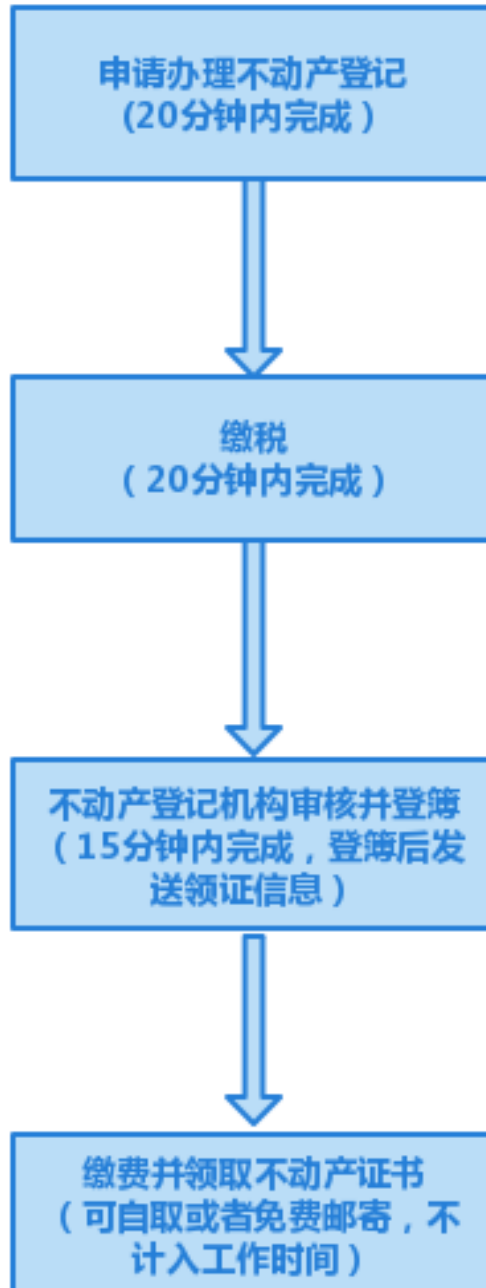 申请办理不动产登记
(20分钟内完成）
缴税
（20分钟内完成）
不动产登记机构审核并登簿
（15分钟内完成，登簿后发
送领证信息）
缴费并领取不动产证书
（可自取或者免费邮寄，不
计入工作时间）